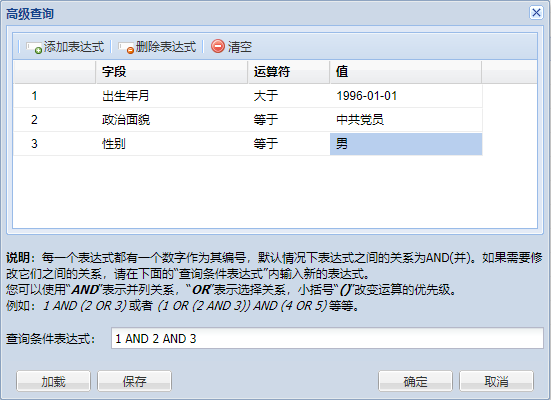 高级查询
添加表达式 删除表达式 清空
字段 运算符 值
1 出生年月 大于 1996-01-01
2 政治面貌 等于 中共党员
3 性别 等于 男
说明：每一个表达式都有一个数字作为其编号，默认情况下表达式之间的关系为AND(并)。如果需要修
改它们之间的关系，请在下面的“查询条件表达式”内输入新的表达式。
您可以使用“AND”表示并列关系，“OR”表示选择关系，小括号“()”改变运算的优先级。
例如：1 AND (2 OR 3) 或者 (1 OR (2 AND 3)) AND (4 OR 5) 等等。
查询条件表达式： 1 AND 2 AND 3
加载 保存 确定 取消